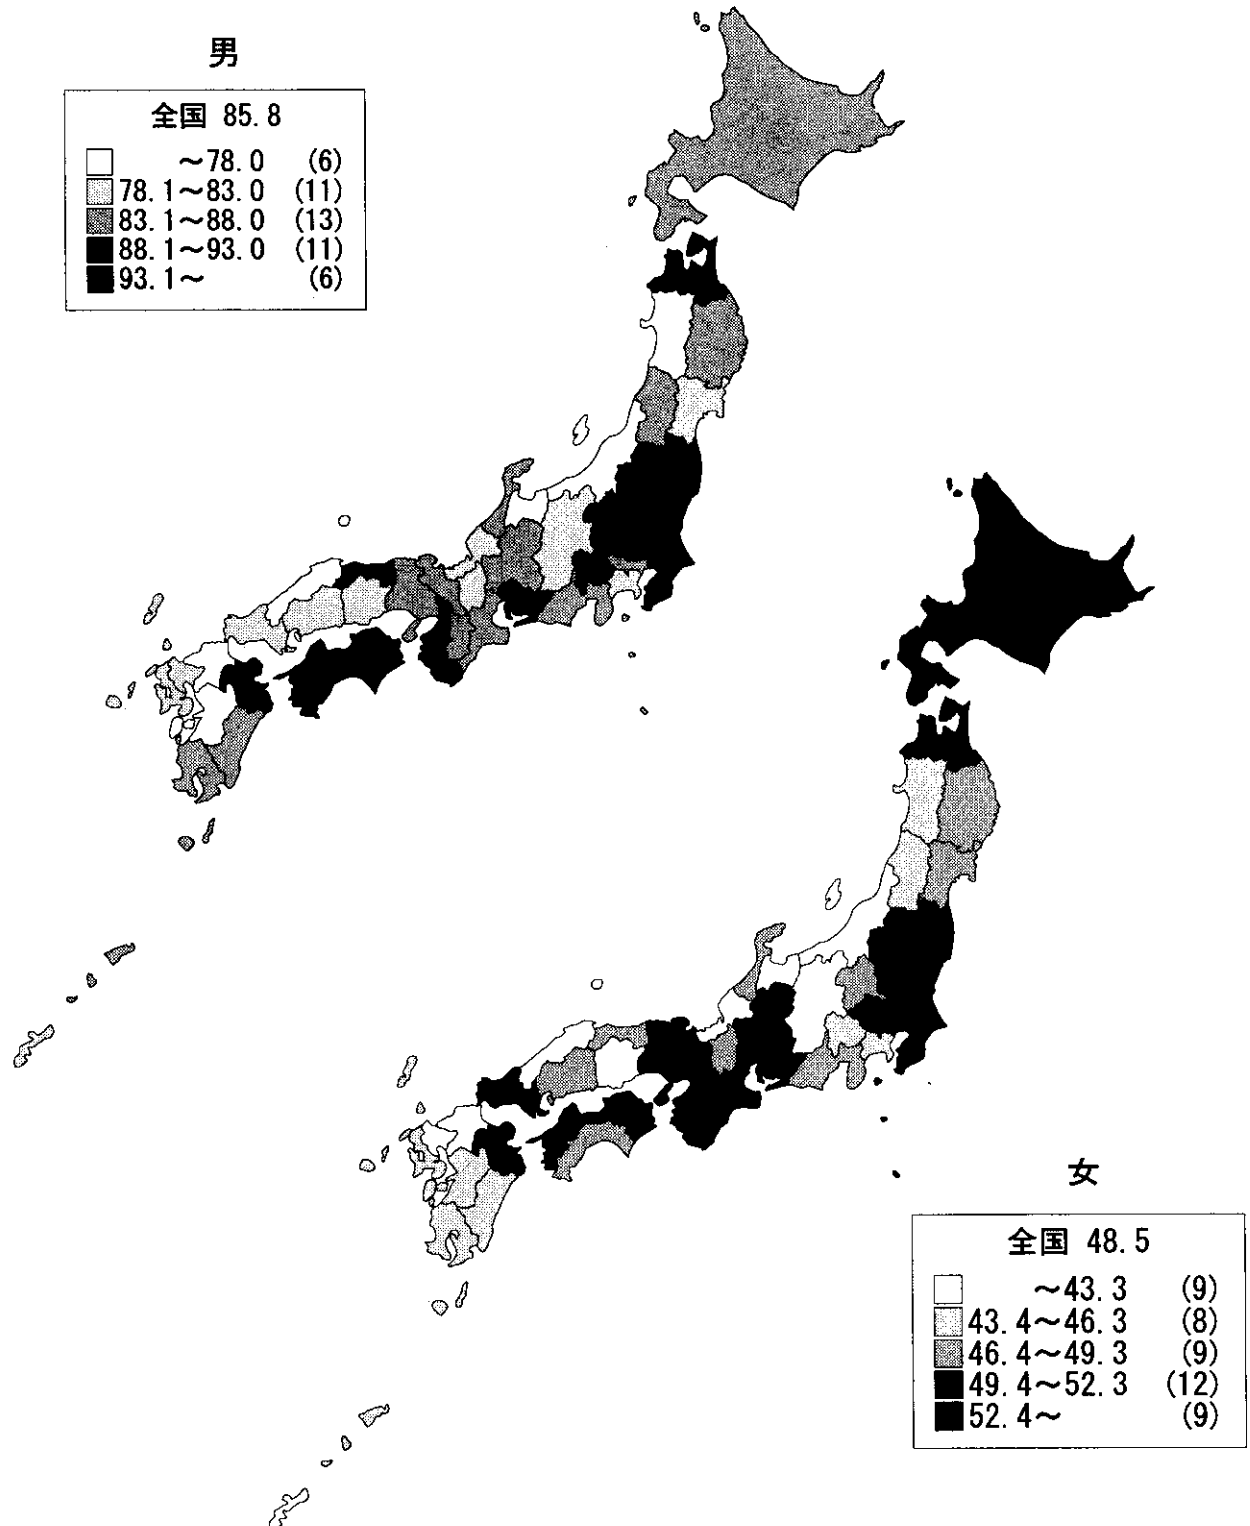 男
全国 85.8
～78.0 (6)
78.1～83.0 (11)
83.1～88.0 (13)
88.1～93.0 (11)
93.1～ (6)
女
全国 48.5
～43.3 (9)
43.4～46.3 (8)
46.4～49.3 (9)
49.4～52.3 (12)
52.4～ (9)